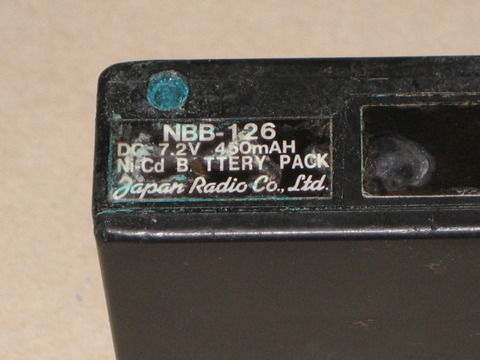 NBB-126
DC 7.2V 450mAH
Ni-Cd B TTERY PACK
Japan Radio Co., Ltd.